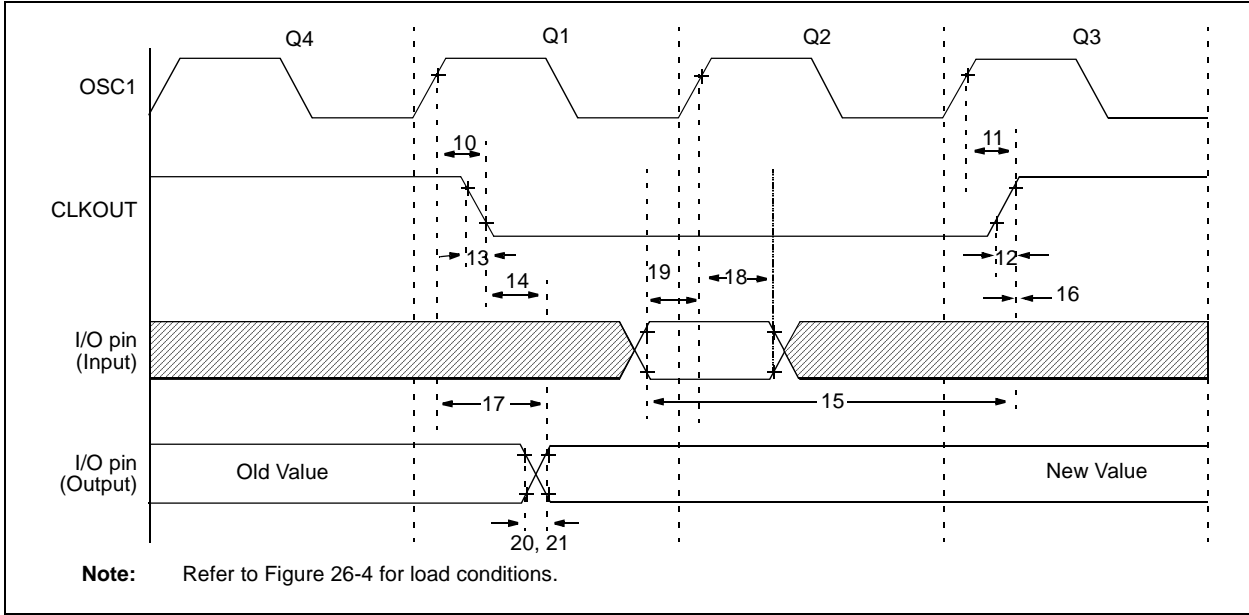 Q4 Q1 Q2 Q3
OSC1
10 11
CLKOUT
13 12
14 19 18 16
I/O pin
(Input)
17 15
I/O pin
(Output)
Old Value New Value
20, 21
Note: Refer to Figure 26-4 for load conditions.